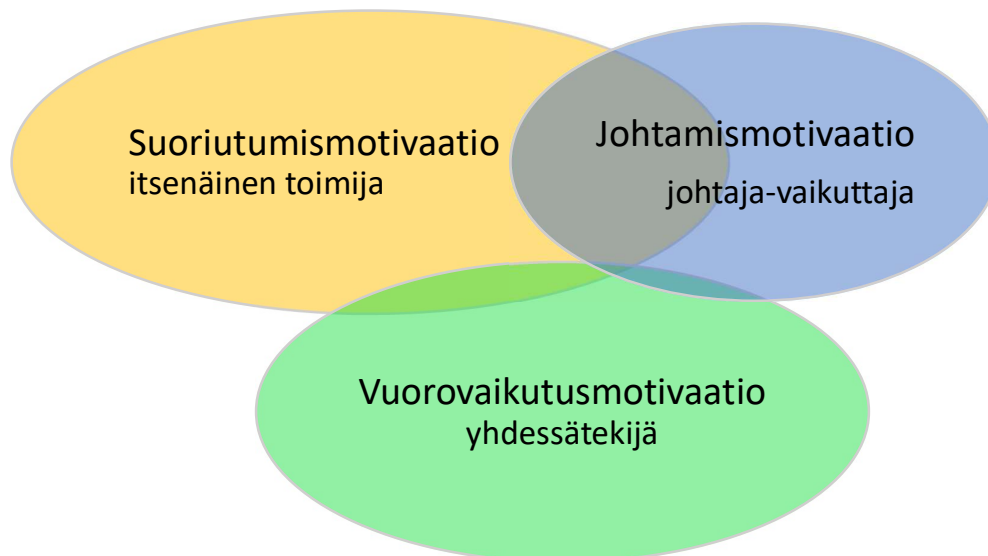 Suoriutumismotivaatio
itsenäinen toimija
Johtamismotivaatio
johtaja-vaikuttaja
Vuorovaikutusmotivaatio
yhdessätekijä